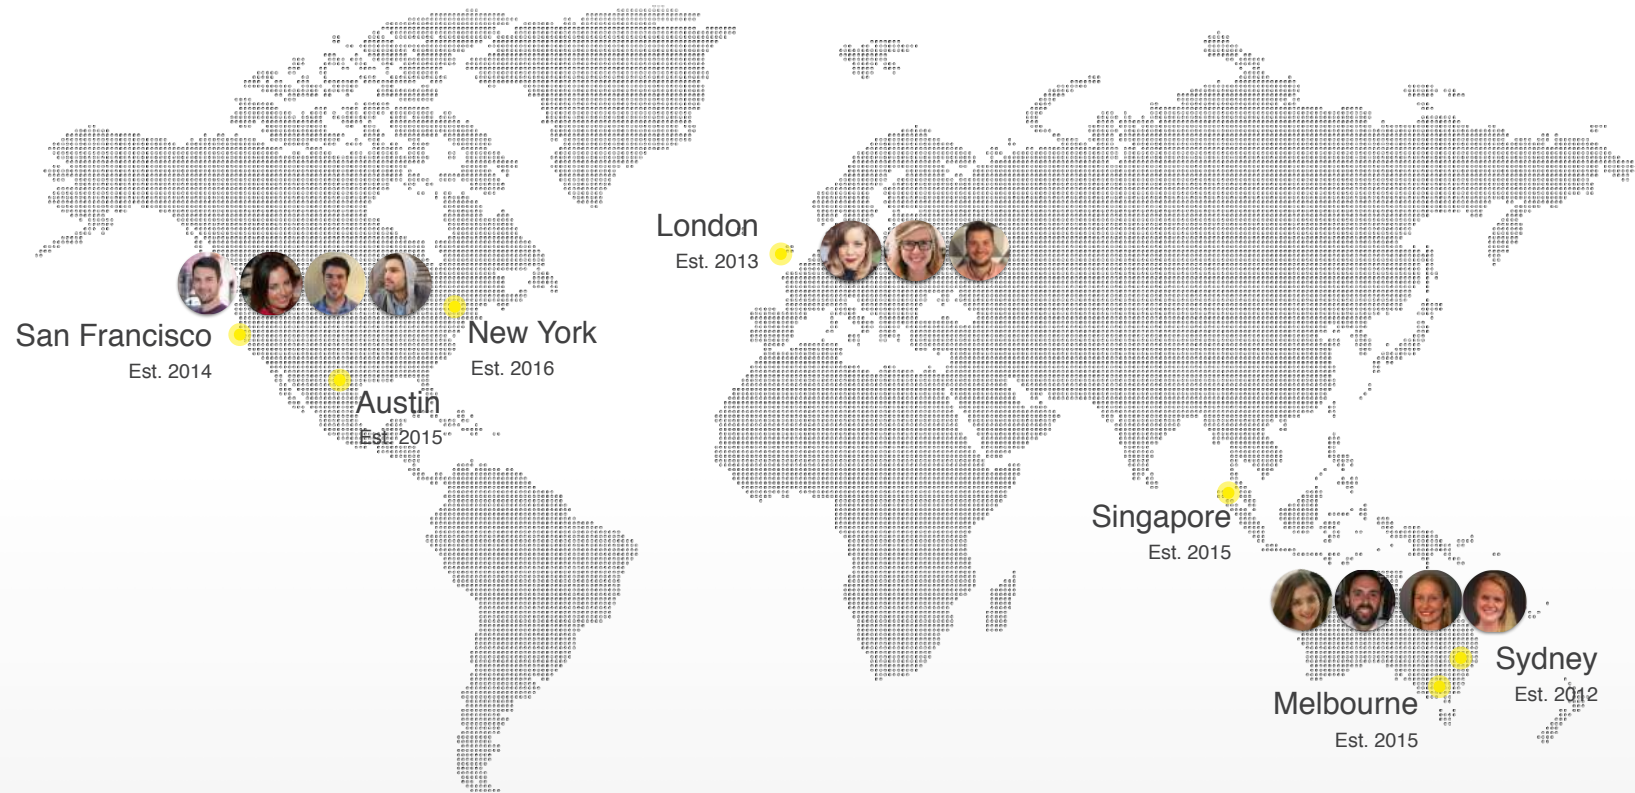 London
Est. 2013
San Francisco
Est. 2014
New York
Est. 2016
Austin
Est. 2015
Singapore
Est. 2015
Sydney
Est. 2012
Melbourne
Est. 2015